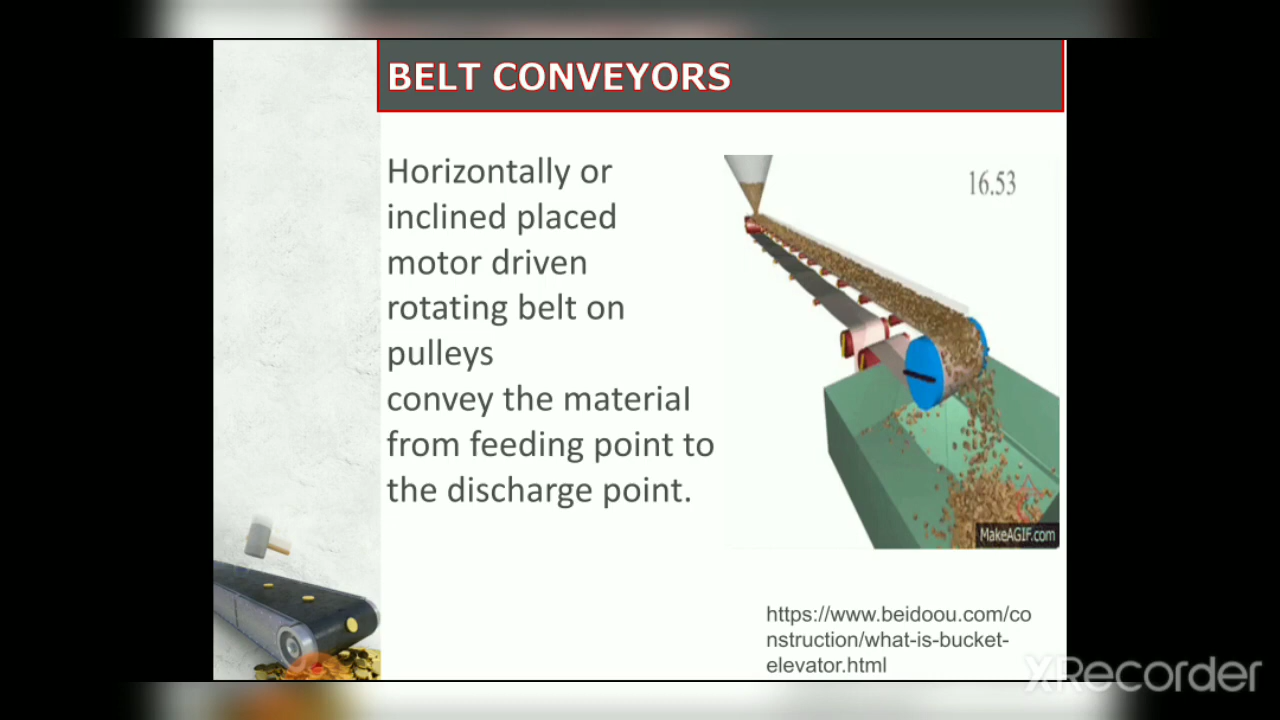 BELT CONVEYORS
Horizontally or
inclined placed
motor driven
rotating belt on
pulleys
convey the material
from feeding point to
the discharge point.
16.53
MakeAGIF.com
https://www.beidoou.com/co
nstruction/what-is-bucket-
elevator.html
XRecorder